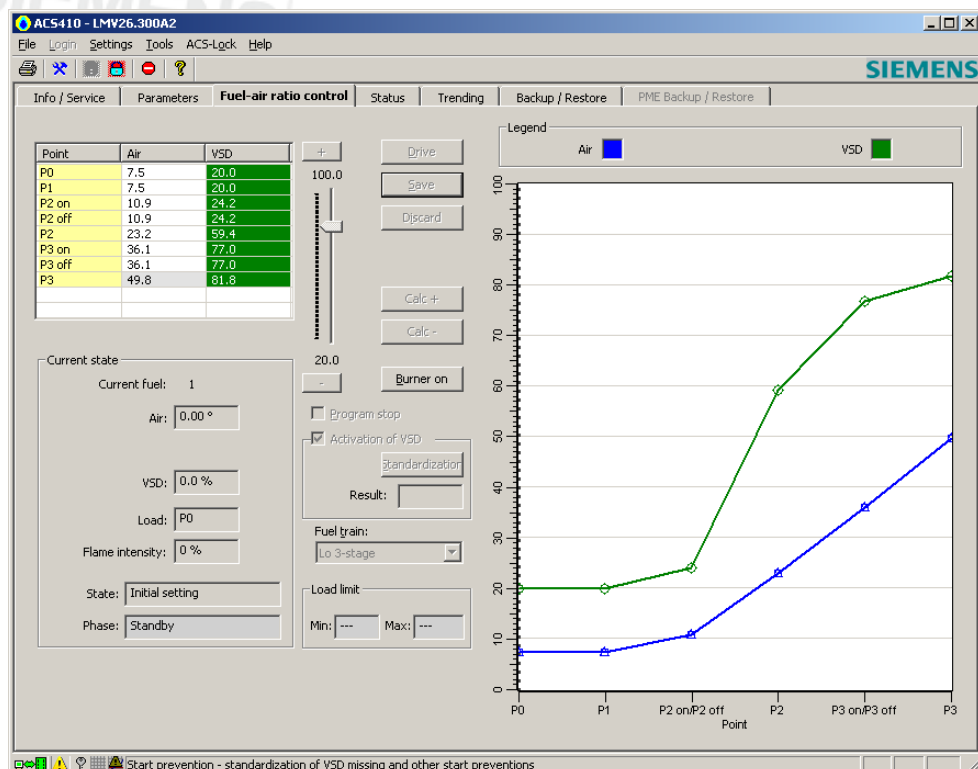 ACS410 - LMV26.300A2
File Login Settings Tools ACS-Lock Help
SIEMENS
Info / Service Parameters Fuel-air ratio control Status Trending Backup / Restore PME Backup / Restore
Point Air VSD
P0 7.5 20.0
P1 7.5 20.0
P2 on 10.9 24.2
P2 off 10.9 24.2
P2 23.2 59.4
P3 on 36.1 77.0
P3 off 36.1 77.0
P3 49.8 81.8
+
100.0
20.0
-
Drive
Save
Discard
Calc +
Calc -
Burner on
Program stop
Activation of VSD
Standardization
Result:
Fuel train:
Lo 3-stage
Load limit
Min: --- Max: ---
Current state
Current fuel: 1
Air: 0.00 °
VSD: 0.0 %
Load: P0
Flame intensity: 0 %
State: Initial setting
Phase: Standby
Legend
Air VSD
100
90
80
70
60
50
40
30
20
10
0
P0 P1 P2 on/P2 off P2 P3 on/P3 off P3
Point
Start prevention - standardization of VSD missing and other start preventions